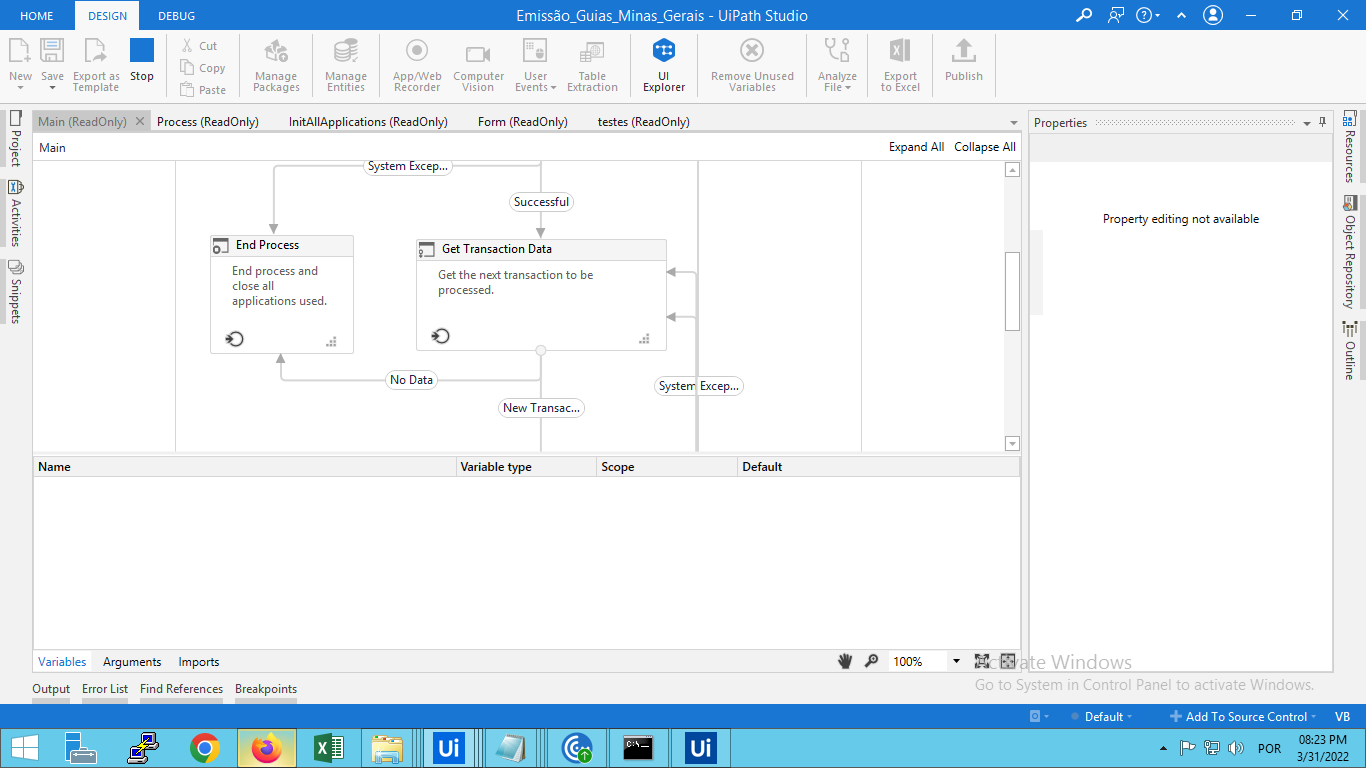 HOME DESIGN DEBUG Emissão_Guias_Minas_Gerais - UiPath Studio
New Save Export as Template Stop
Cut
Copy
Paste
Manage Packages
Manage Entities
App/Web Recorder
Computer Vision
User Events
Table Extraction
UI Explorer
Remove Unused Variables
Analyze File
Export to Excel
Publish
Main (ReadOnly) Process (ReadOnly) InitAllApplications (ReadOnly) Form (ReadOnly) testes (ReadOnly)
Main Expand All Collapse All
Project
Activities
Snippets
System Excep...
Successful
End Process
End process and
close all
applications used.
Get Transaction Data
Get the next transaction to be
processed.
No Data
System Excep...
New Transac...
Properties
Property editing not available
Resources
Object Repository
Outline
Name Variable type Scope Default
Variables Arguments Imports 100%
Activate Windows
Go to System in Control Panel to activate Windows.
Output Error List Find References Breakpoints
Default Add To Source Control VB
Ui Ui POR 08:23 PM
3/31/2022